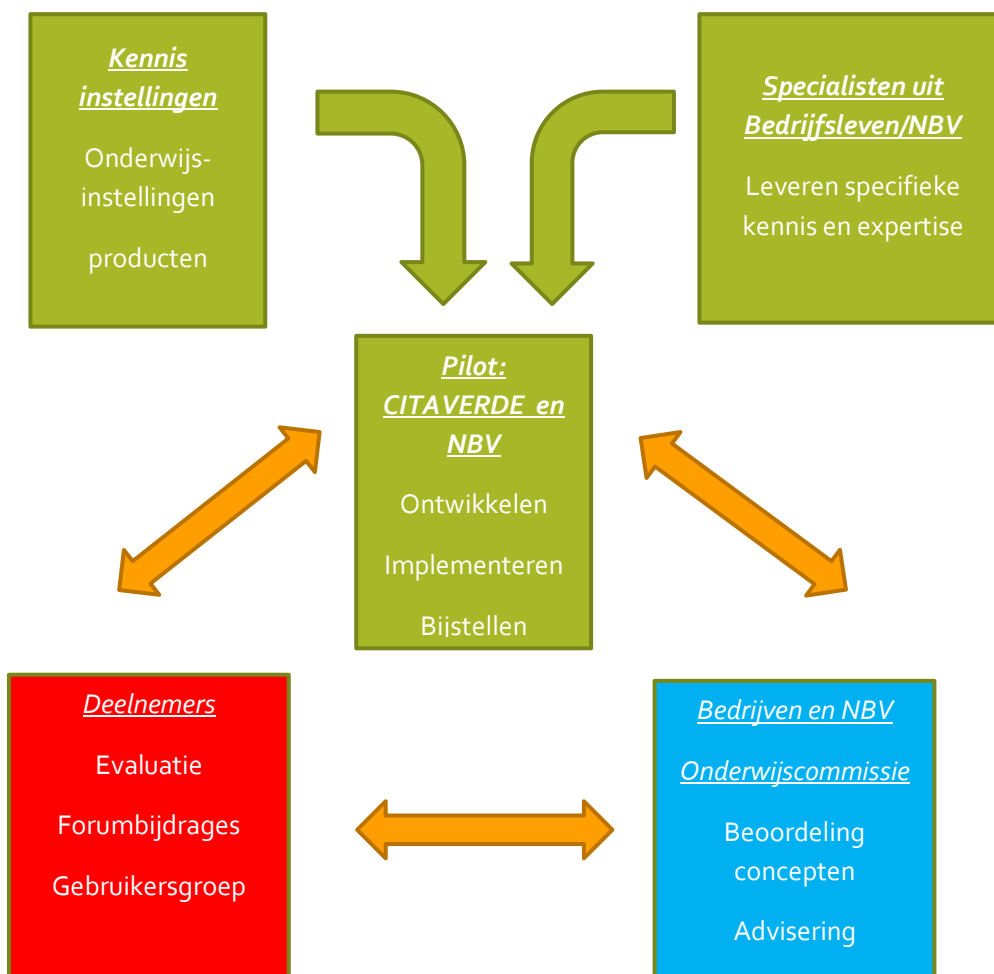 Kennis
instellingen
Onderwijs-
instellingen
producten
Specialisten uit
Bedrijfsleven/NBV
Leveren specifieke
kennis en expertise
Pilot:
CITAVERDE en
NBV
Ontwikkelen
Implementeren
Bijstellen
Deelnemers
Evaluatie
Forumbijdrages
Gebruikersgroep
Bedrijven en NBV
Onderwijscommissie
Beoordeling
concepten
Advisering